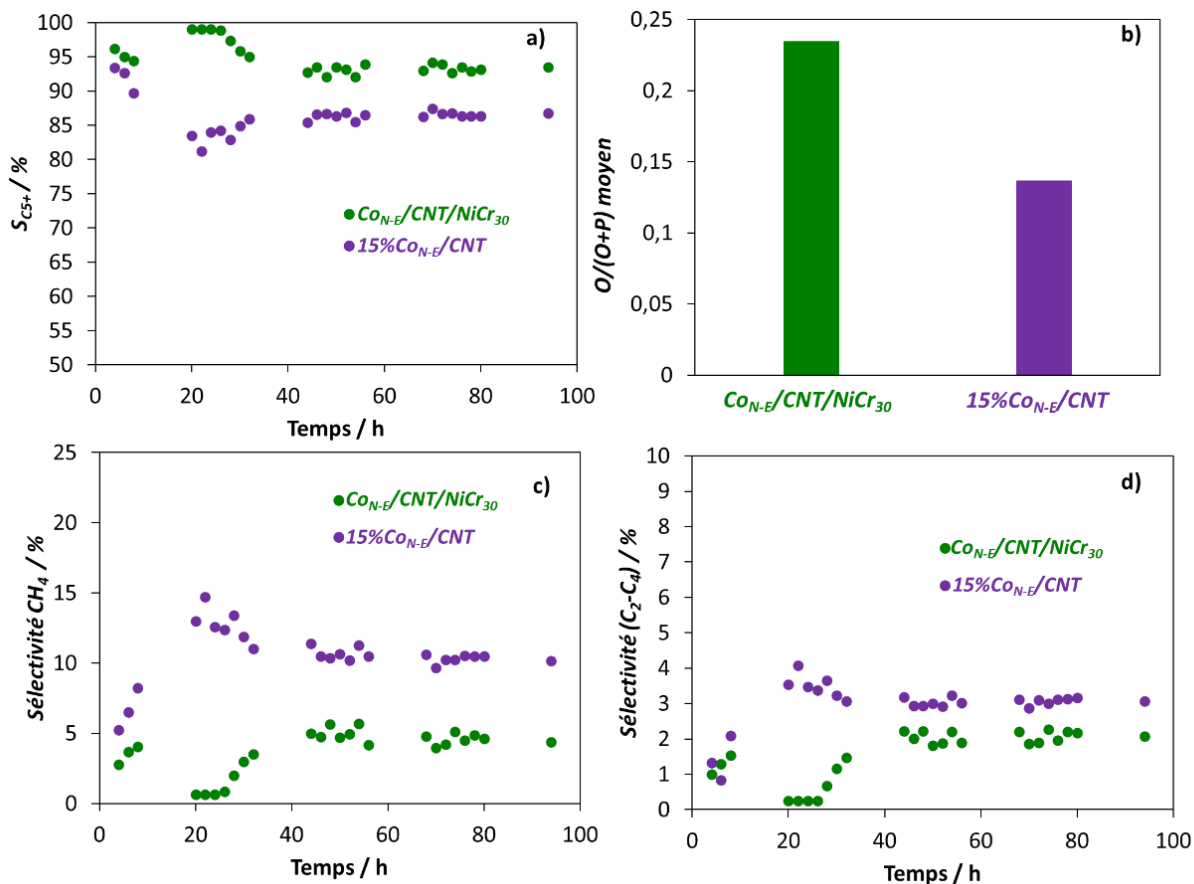 100
95
90
85
80
75
70
65
60
55
50
S_C5+ / %
a)
Co_N-E/CNT/NiCr_30
15%Co_N-E/CNT
0 20 40 60 80 100
Temps / h
0,25
0,2
0,15
0,1
0,05
0
O/(O+P) moyen
b)
Co_N-E/CNT/NiCr_30 15%Co_N-E/CNT
25
20
15
10
5
0
Sélectivité CH_4 / %
c)
Co_N-E/CNT/NiCr_30
15%Co_N-E/CNT
0 20 40 60 80 100
Temps / h
10
9
8
7
6
5
4
3
2
1
0
Sélectivité (C_2-C_4) / %
d)
Co_N-E/CNT/NiCr_30
15%Co_N-E/CNT
0 20 40 60 80 100
Temps / h